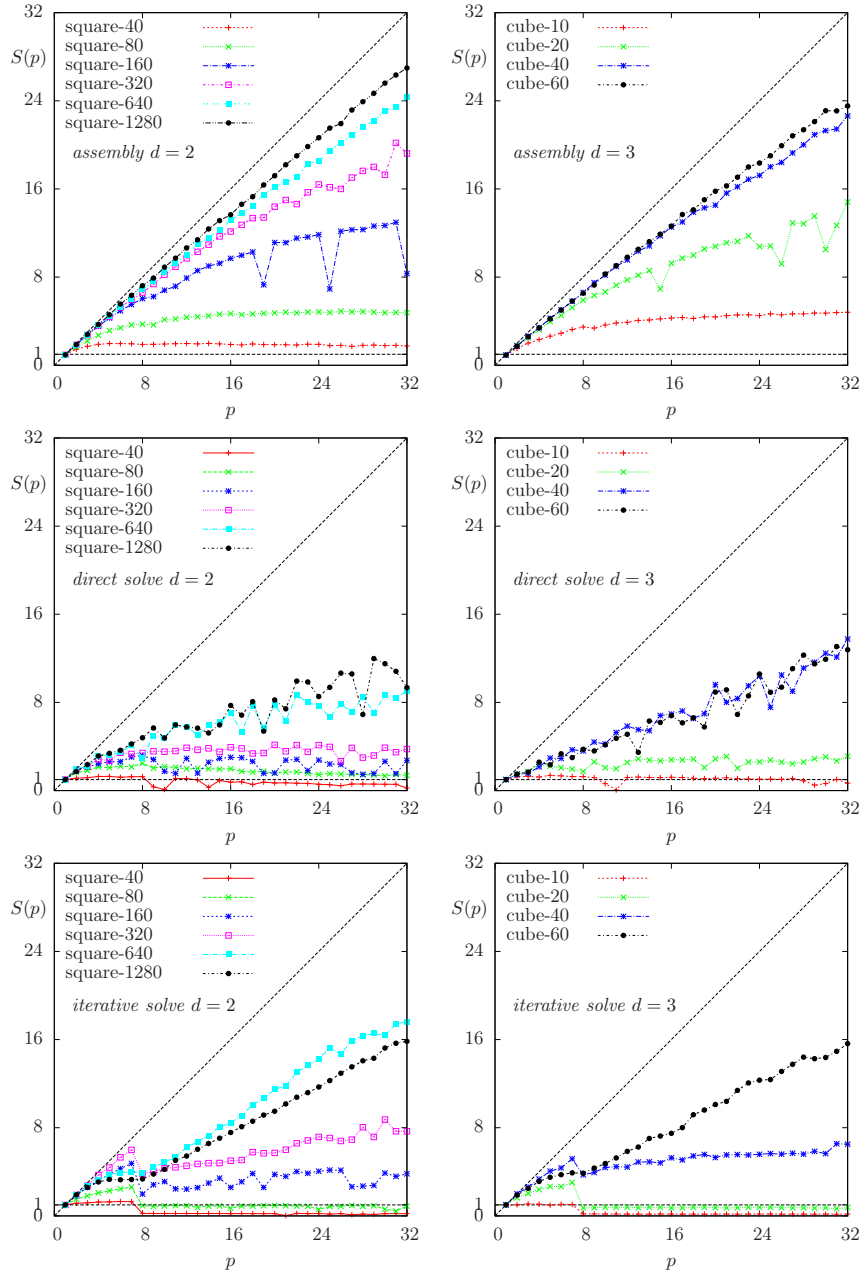 32
S(p)
24
16
8
1
0
0
8
16
24
32
p
square-40
square-80
square-160
square-320
square-640
square-1280
assembly d = 2
32
S(p)
24
16
8
1
0
0
8
16
24
32
p
cube-10
cube-20
cube-40
cube-60
assembly d = 3
32
S(p)
24
16
8
1
0
0
8
16
24
32
p
square-40
square-80
square-160
square-320
square-640
square-1280
direct solve d = 2
32
S(p)
24
16
8
1
0
0
8
16
24
32
p
cube-10
cube-20
cube-40
cube-60
direct solve d = 3
32
S(p)
24
16
8
1
0
0
8
16
24
32
p
square-40
square-80
square-160
square-320
square-640
square-1280
iterative solve d = 2
32
S(p)
24
16
8
1
0
0
8
16
24
32
p
cube-10
cube-20
cube-40
cube-60
iterative solve d = 3